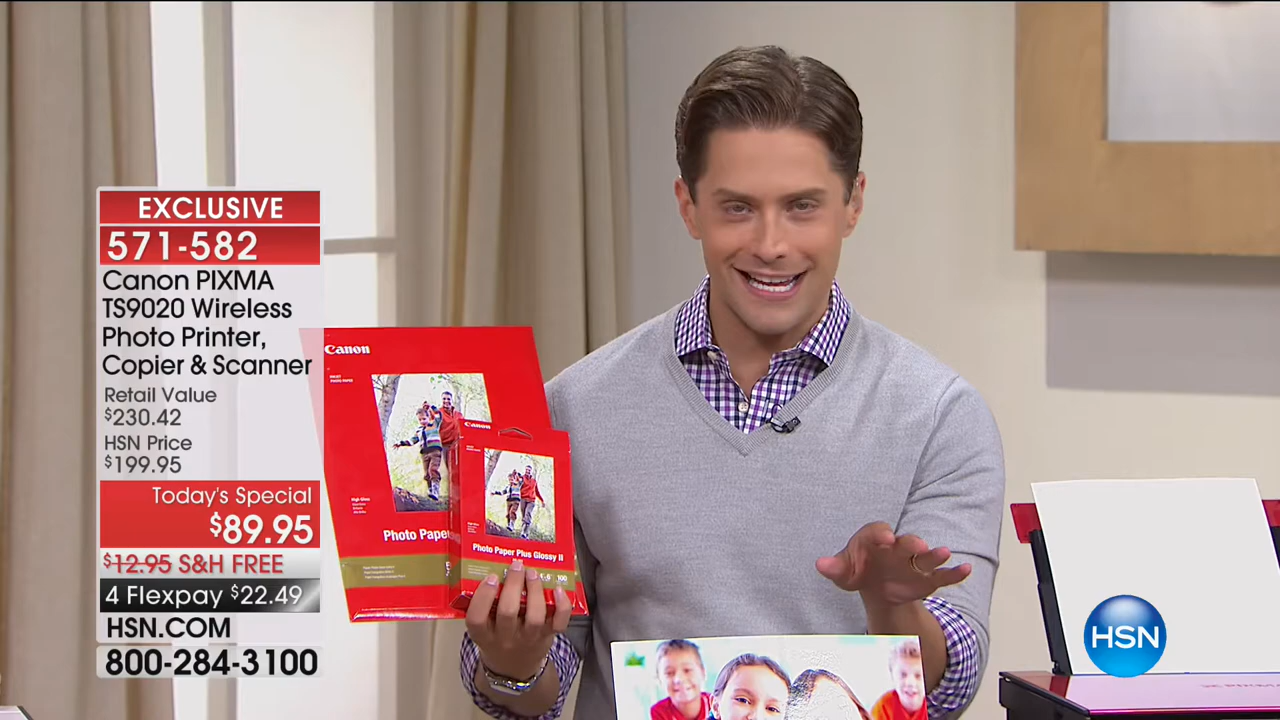 EXCLUSIVE
571-582
Canon PIXMA
TS9020 Wireless
Photo Printer,
Copier & Scanner
Retail Value
$230.42
HSN Price
$199.95
Today's Special
$89.95
$12.95 S&H FREE
4 Flexpay $22.49
HSN.COM
800-284-3100
Canon
Photo Pape
Canon
Photo Paper Plus Glossy II
100
HSN